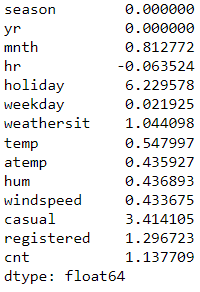 season 0.000000
yr 0.000000
mnth 0.812772
hr -0.063524
holiday 6.229578
weekday 0.021925
weathersit 1.044098
temp 0.547997
atemp 0.435927
hum 0.436893
windspeed 0.433675
casual 3.414105
registered 1.296723
cnt 1.137709
dtype: float64